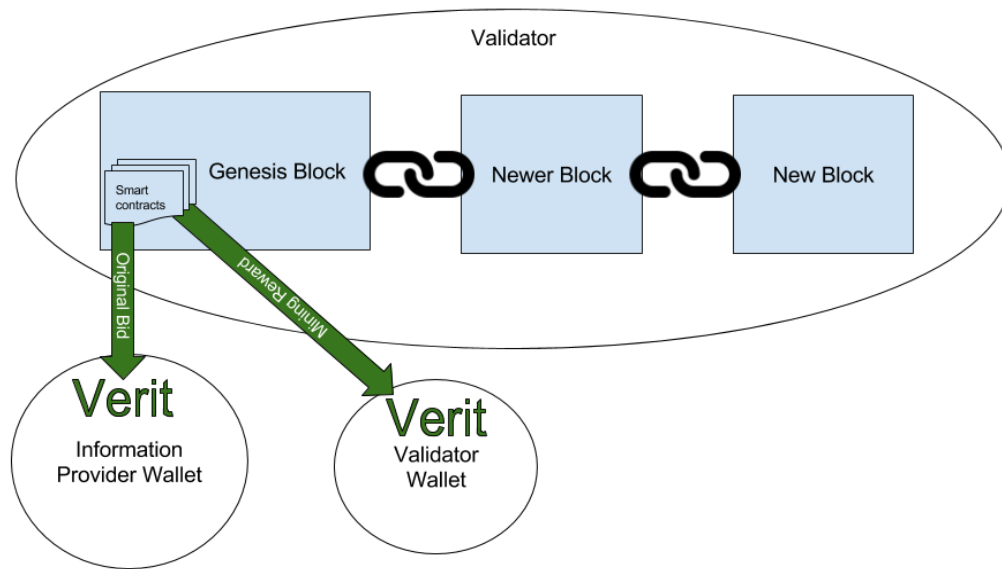 Validator
Genesis Block
Newer Block
New Block
Smart
contracts
Original Bid
Mining Reward
Verit
Information
Provider Wallet
Verit
Validator
Wallet